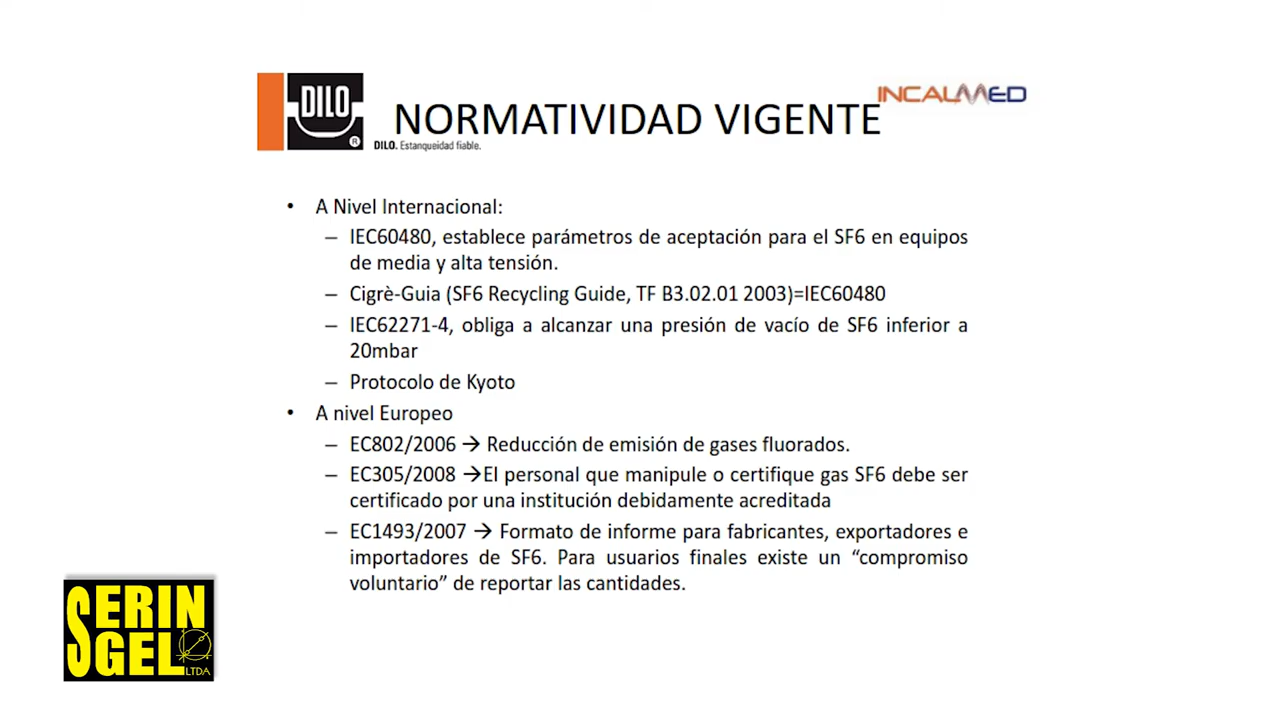 DILO
®
DILO. Estanqueidad fiable.
NORMATIVIDAD VIGENTE
INCALMED
• A Nivel Internacional:
– IEC60480, establece parámetros de aceptación para el SF6 en equipos
de media y alta tensión.
– Cigrè-Guia (SF6 Recycling Guide, TF B3.02.01 2003)=IEC60480
– IEC62271-4, obliga a alcanzar una presión de vacío de SF6 inferior a
20mbar
– Protocolo de Kyoto
• A nivel Europeo
– EC802/2006 → Reducción de emisión de gases fluorados.
– EC305/2008 →El personal que manipule o certifique gas SF6 debe ser
certificado por una institución debidamente acreditada
– EC1493/2007 → Formato de informe para fabricantes, exportadores e
importadores de SF6. Para usuarios finales existe un “compromiso
voluntario” de reportar las cantidades.
SERIN
GEL
LTDA